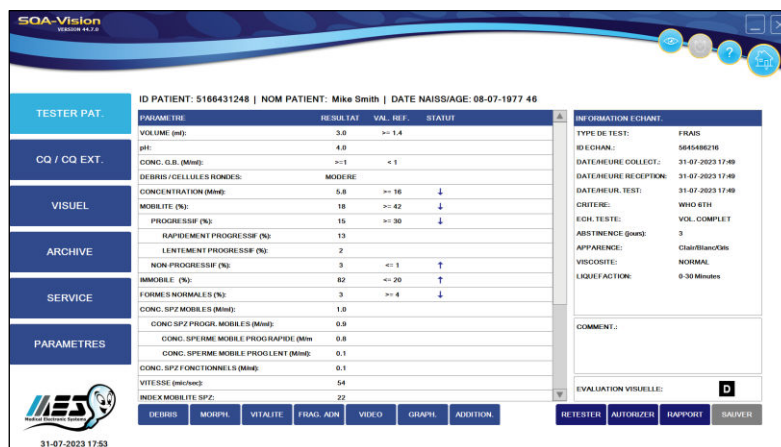 SQA-Vision
VERSION 44.7.0
?
ID PATIENT: 5166431248 | NOM PATIENT: Mike Smith | DATE NAISS/AGE: 08-07-1977 46
TESTER PAT.
CQ / CQ EXT.
VISUEL
ARCHIVE
SERVICE
PARAMETRES
PARAMETRE RESULTAT VAL. REF. STATUT
VOLUME (ml): 3.0 >= 1.4
pH: 4.0
CONC. G.B. (M/ml): >=1 < 1
DEBRIS / CELLULES RONDES: MODERE
CONCENTRATION (M/ml): 5.8 >= 16 ↓
MOBILITE (%): 18 >= 42 ↓
PROGRESSIF (%): 15 >= 30 ↓
RAPIDEMENT PROGRESSIF (%): 13
LENTEMENT PROGRESSIF (%): 2
NON-PROGRESSIF (%): 3 <= 1 ↑
IMMOBILE (%): 82 <= 20 ↑
FORMES NORMALES (%): 3 >= 4 ↓
CONC. SPZ MOBILES (M/ml): 1.0
CONC SPZ PROGR. MOBILES (M/ml): 0.9
CONC. SPERME MOBILE PROG RAPIDE (M/m 0.8
CONC. SPERME MOBILE PROG LENT (M/ml): 0.1
CONC. SPZ FONCTIONNELS (M/ml): 0.1
VITESSE (mic/sec): 54
INDEX MOBILITE SPZ: 22
INFORMATION ECHANT.
TYPE DE TEST: FRAIS
ID ECHAN.: 5645486216
DATE/HEURE COLLECT.: 31-07-2023 17:49
DATE/HEURE RECEPTION: 31-07-2023 17:49
DATE/HEUR. TEST: 31-07-2023 17:49
CRITERE: WHO 6TH
ECH. TESTE: VOL. COMPLET
ABSTINENCE (jours): 3
APPARENCE: Clair/Blanc/Gris
VISCOSITE: NORMAL
LIQUEFACTION: 0-30 Minutes
COMMENT.:
EVALUATION VISUELLE: D
DEBRIS MORPH. VITALITE FRAG. ADN VIDEO GRAPH. ADDITION. RETESTER AUTORIZER RAPPORT SAUVER
MES
Medical Electronic Systems
31-07-2023 17:53